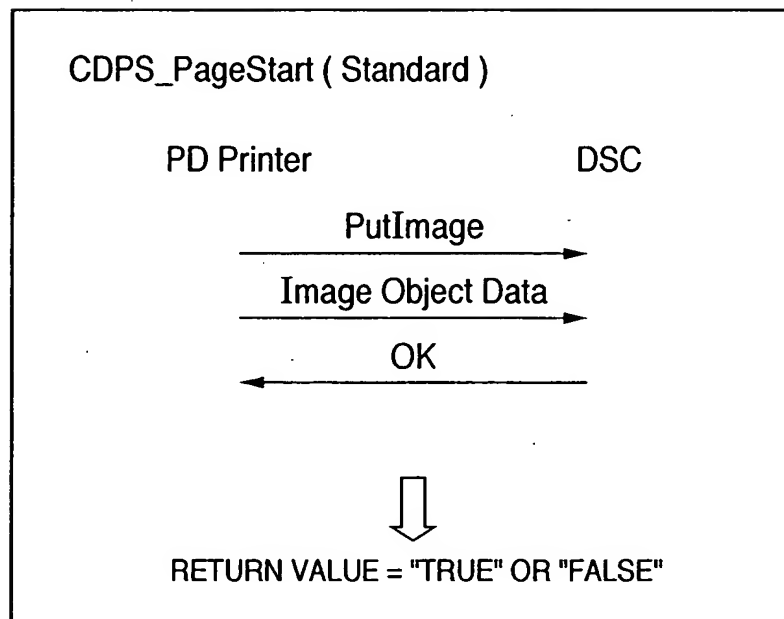 CDPS_PageStart ( Standard )
PD Printer DSC
PutImage
Image Object Data
OK
RETURN VALUE = "TRUE" OR "FALSE"